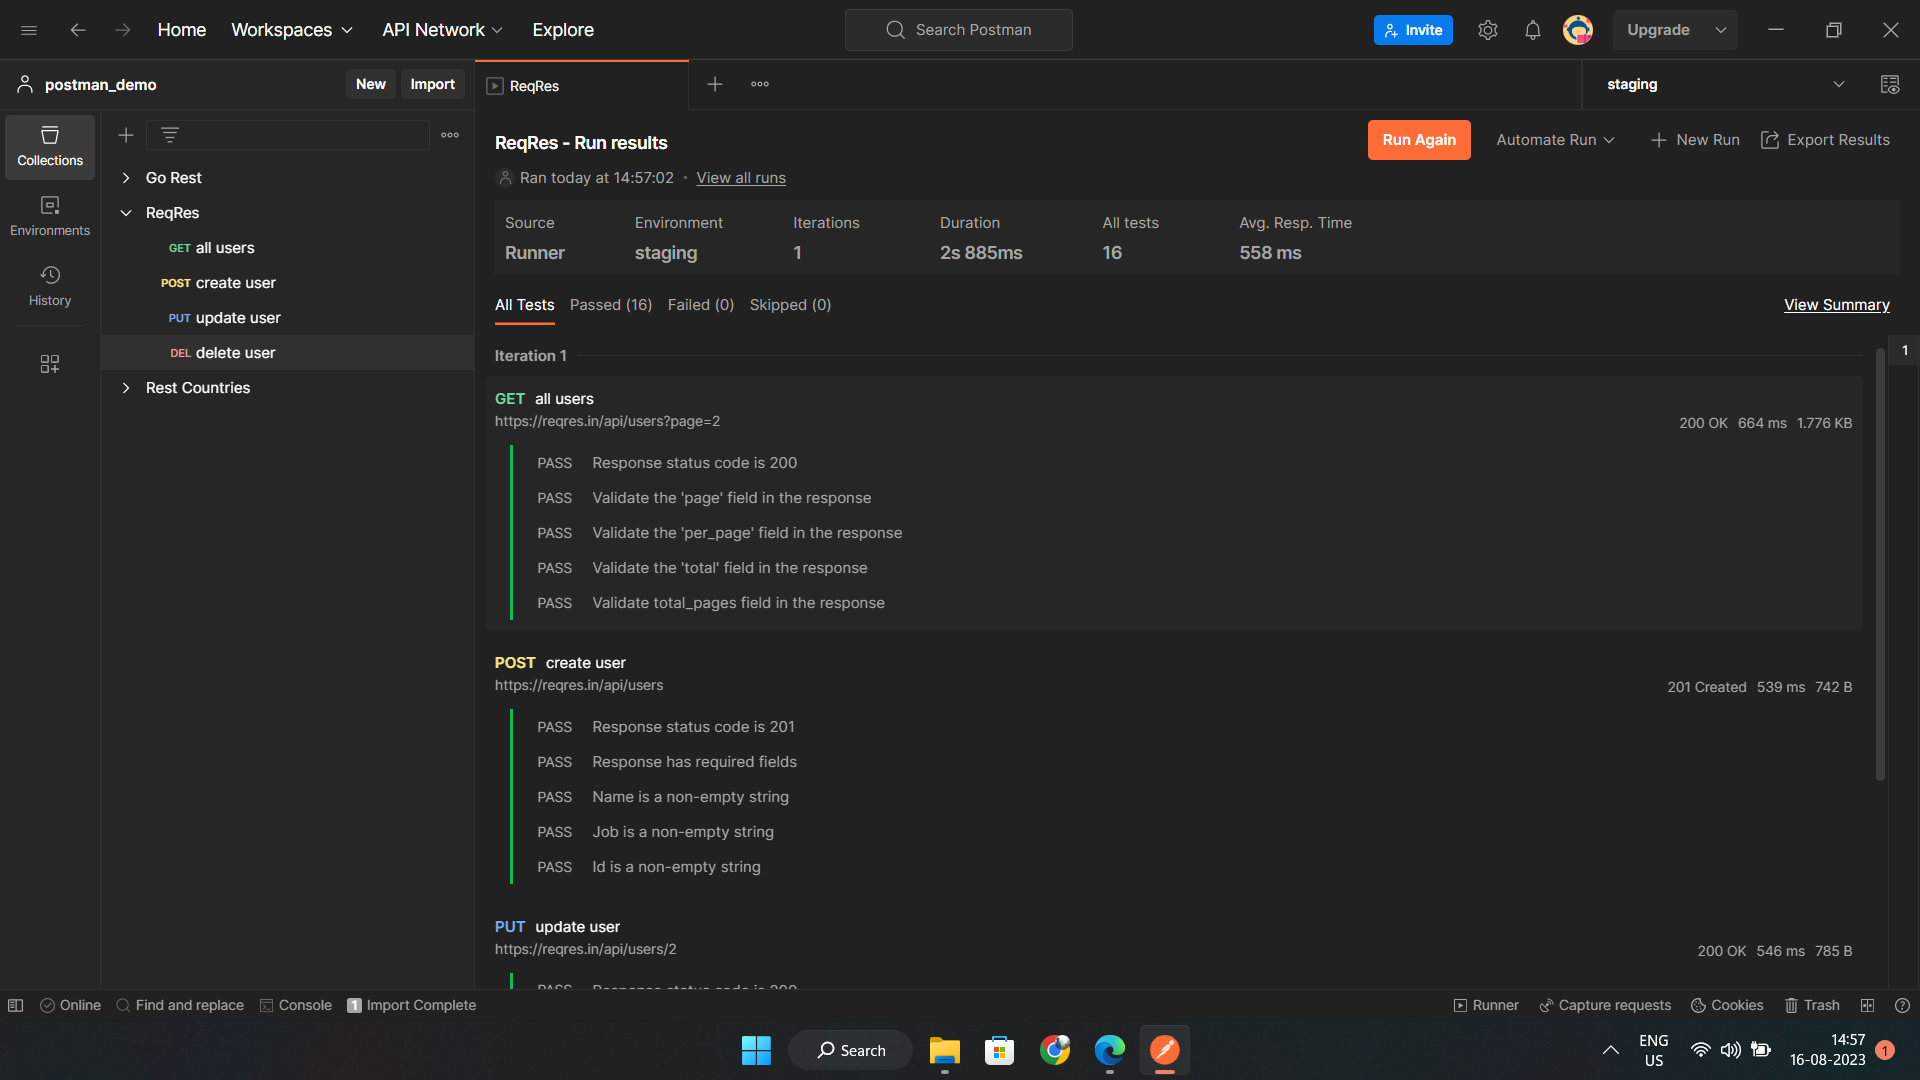 Home Workspaces API Network Explore Search Postman Invite Upgrade
postman_demo New Import ReqRes staging
Collections
Environments
History
Go Rest
ReqRes
GET all users
POST create user
PUT update user
DEL delete user
Rest Countries
ReqRes - Run results Run Again Automate Run New Run Export Results
Ran today at 14:57:02 · View all runs
Source Environment Iterations Duration All tests Avg. Resp. Time
Runner staging 1 2s 885ms 16 558 ms
All Tests Passed (16) Failed (0) Skipped (0) View Summary
Iteration 1 1
GET all users
https://reqres.in/api/users?page=2 200 OK 664 ms 1.776 KB
PASS Response status code is 200
PASS Validate the 'page' field in the response
PASS Validate the 'per_page' field in the response
PASS Validate the 'total' field in the response
PASS Validate total_pages field in the response
POST create user
https://reqres.in/api/users 201 Created 539 ms 742 B
PASS Response status code is 201
PASS Response has required fields
PASS Name is a non-empty string
PASS Job is a non-empty string
PASS Id is a non-empty string
PUT update user
https://reqres.in/api/users/2 200 OK 546 ms 785 B
PASS Response status code is 200
Online Find and replace Console 1 Import Complete Runner Capture requests Cookies Trash
Search ENG US 14:57 16-08-2023 1